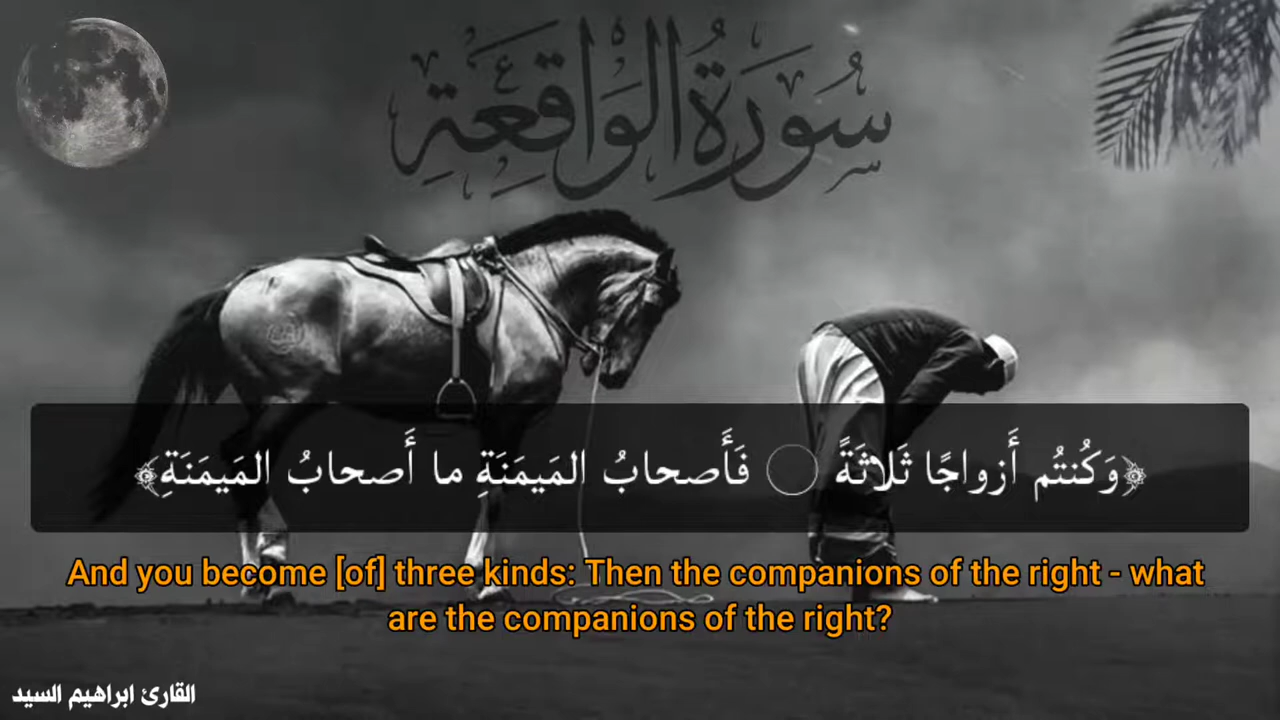 سُورَةُ الوَاقِعَةِ
﴿وَكُنتُم أَزواجًا ثَلاثَةً ۝ فَأَصحابُ المَيمَنَةِ ما أَصحابُ المَيمَنَةِ﴾
And you become [of] three kinds: Then the companions of the right - what
are the companions of the right?
القارئ ابراهيم السيد